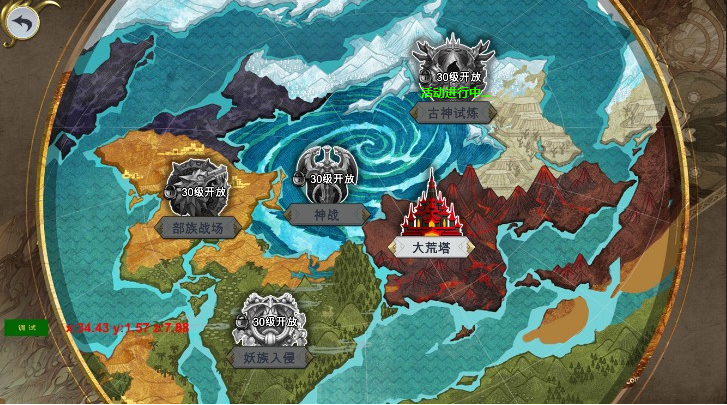 30级开放
活动进行中
古神试炼
30级开放
部族战场
30级开放
神战
大荒塔
30级开放
妖族入侵
调试
x:34.43 y:1.57 z:7.88